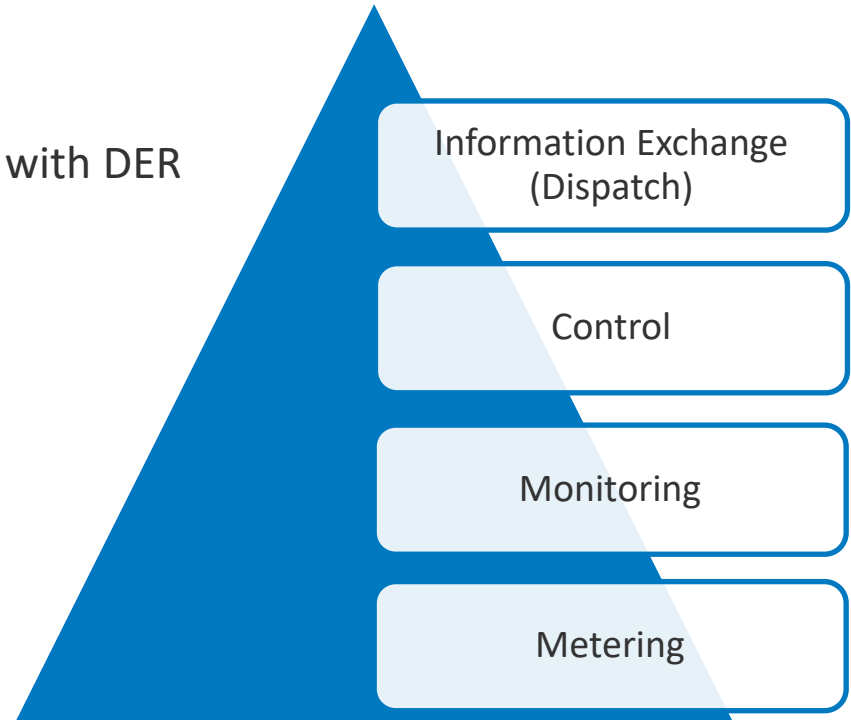 with DER
Information Exchange
(Dispatch)
Control
Monitoring
Metering